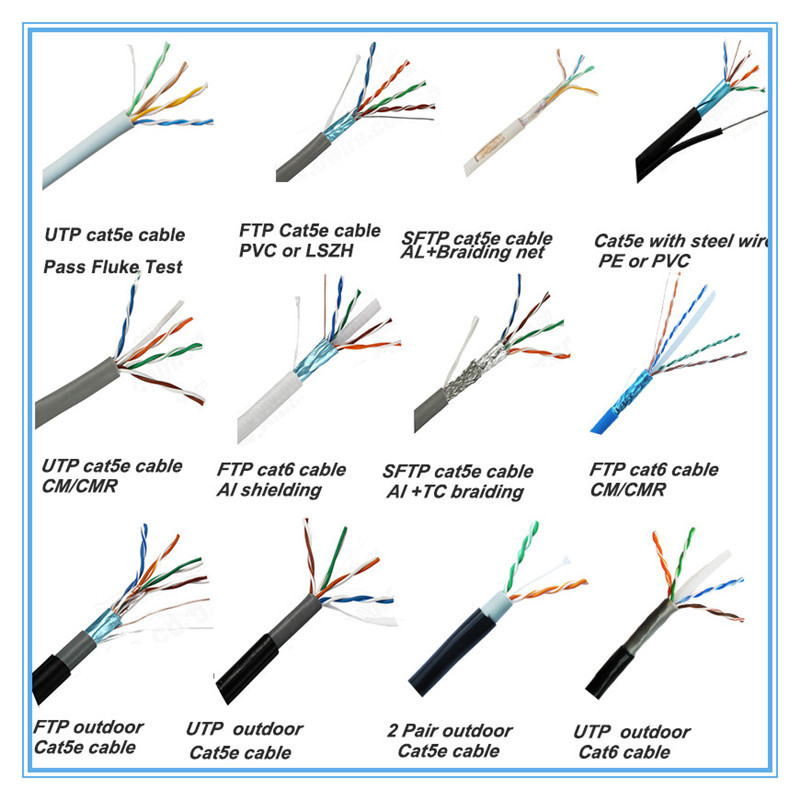 UTP cat5e cable
Pass Fluke Test
FTP Cat5e cable
PVC or LSZH
SFTP cat5e cable
AL+Braiding net
Cat5e with steel wire
PE or PVC
UTP cat5e cable
CM/CMR
FTP cat6 cable
Al shielding
SFTP cat5e cable
Al +TC braiding
FTP cat6 cable
CM/CMR
FTP outdoor
Cat5e cable
UTP outdoor
Cat5e cable
2 Pair outdoor
Cat5e cable
UTP outdoor
Cat6 cable